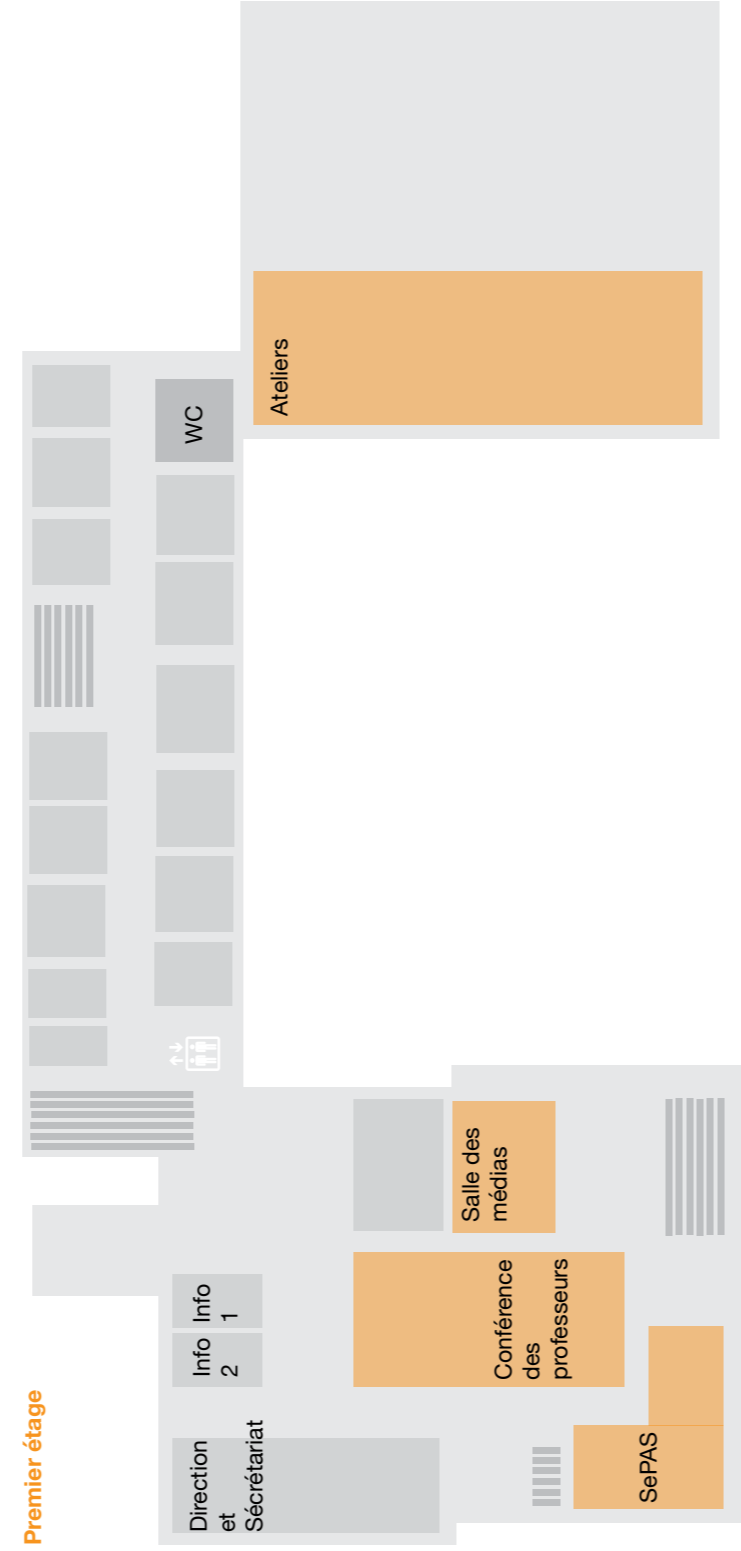 Premier étage
Direction
et
Sécrétariat
Info
2
Info
1
SePAS
Conférence
des
professeurs
Salle des
médias
WC
Ateliers